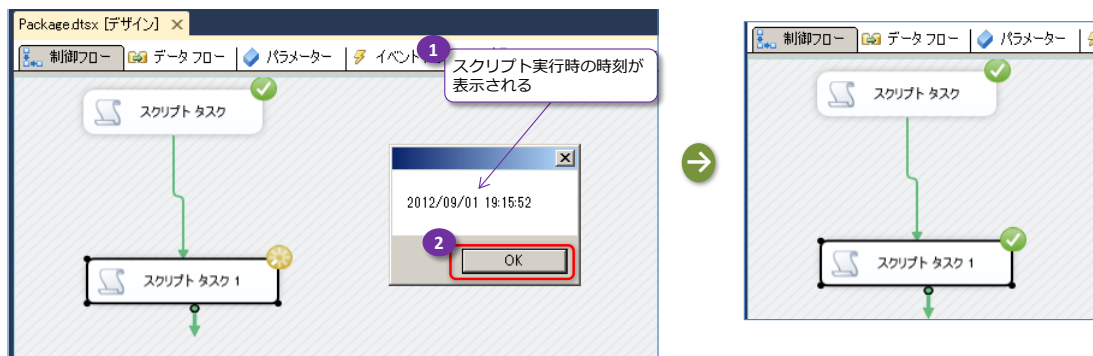 Package.dtsx [デザイン] ×
制御フロー データ フロー パラメーター イベント
1
スクリプト実行時の時刻が
表示される
スクリプト タスク
2012/09/01 19:15:52
2
OK
スクリプト タスク 1
制御フロー データ フロー パラメーター
スクリプト タスク
スクリプト タスク 1